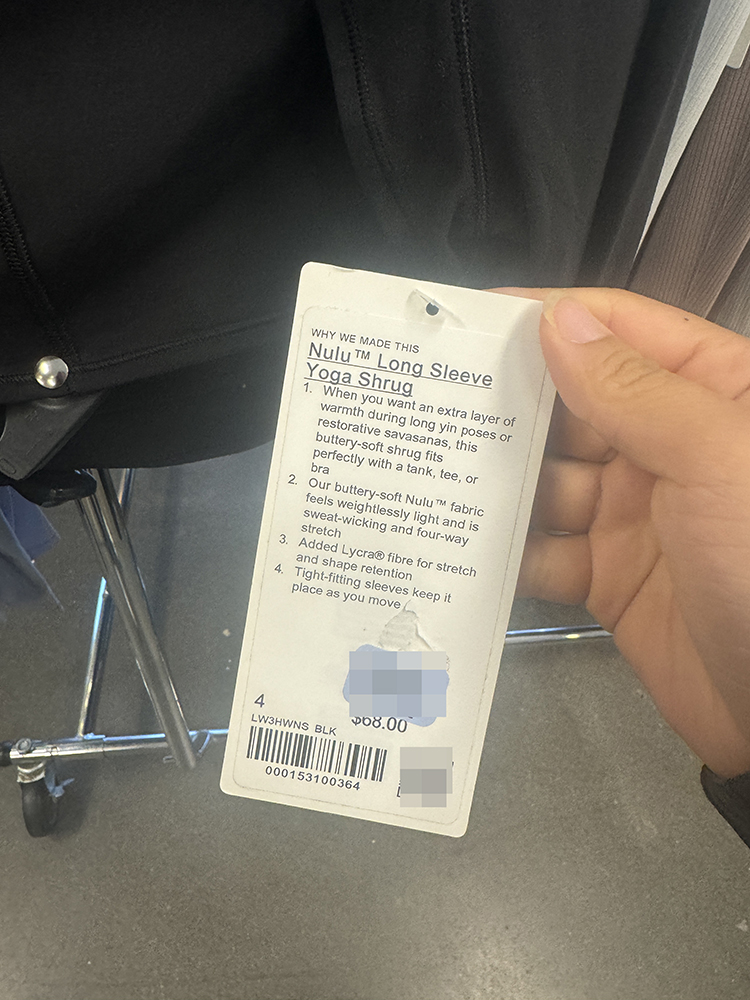 WHY WE MADE THIS
Nulu™ Long Sleeve
Yoga Shrug
1. When you want an extra layer of
warmth during long yin poses or
restorative savasanas, this
buttery-soft shrug fits
perfectly with a tank, tee, or
bra
2. Our buttery-soft Nulu™ fabric
feels weightlessly light and is
sweat-wicking and four-way
stretch
3. Added Lycra® fibre for stretch
and shape retention
4. Tight-fitting sleeves keep it
place as you move
$68.00
4
LW3HWNS BLK
000153100364